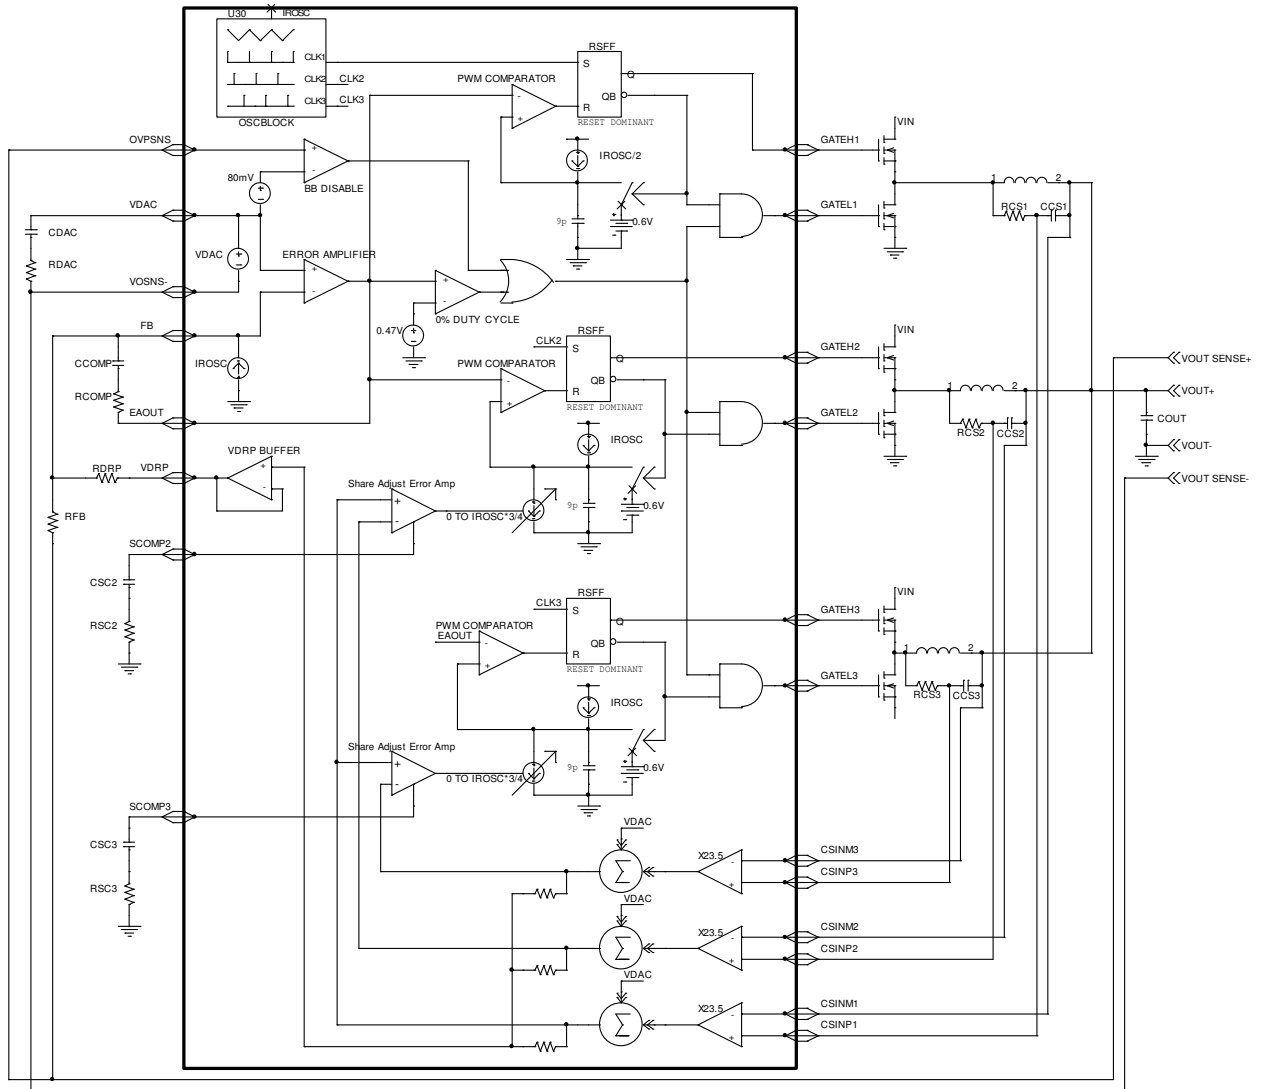 U30
IROSC
CLK1
CLK2
CLK2
CLK3
CLK3
OSCBLOCK
RSFF
S
Q
QB
R
RESET DOMINANT
PWM COMPARATOR
-
+
IROSC/2
9p
0.6V
OVPSNS
80mV
BB DISABLE
VDAC
CDAC
RDAC
VDAC
ERROR AMPLIFIER
VOSNS-
FB
0.47V
0% DUTY CYCLE
CCOMP
RCOMP
IROSC
EAOUT
VDRP BUFFER
RDRP
VDRP
RFB
CLK2
RSFF
S
Q
QB
R
RESET DOMINANT
PWM COMPARATOR
IROSC
9p
0.6V
Share Adjust Error Amp
0 TO IROSC*3/4
SCOMP2
CSC2
RSC2
CLK3
RSFF
S
Q
QB
R
RESET DOMINANT
PWM COMPARATOR
EAOUT
IROSC
9p
0.6V
Share Adjust Error Amp
0 TO IROSC*3/4
SCOMP3
CSC3
RSC3
VDAC
X23.5
CSINM3
CSINP3
VDAC
X23.5
CSINM2
CSINP2
VDAC
X23.5
CSINM1
CSINP1
Σ
Σ
Σ
GATEH1
GATEL1
VIN
1
2
RCS1
CCS1
GATEH2
GATEL2
VIN
1
2
RCS2
CCS2
GATEH3
GATEL3
VIN
1
2
RCS3
CCS3
VOUT SENSE+
VOUT+
COUT
VOUT-
VOUT SENSE-